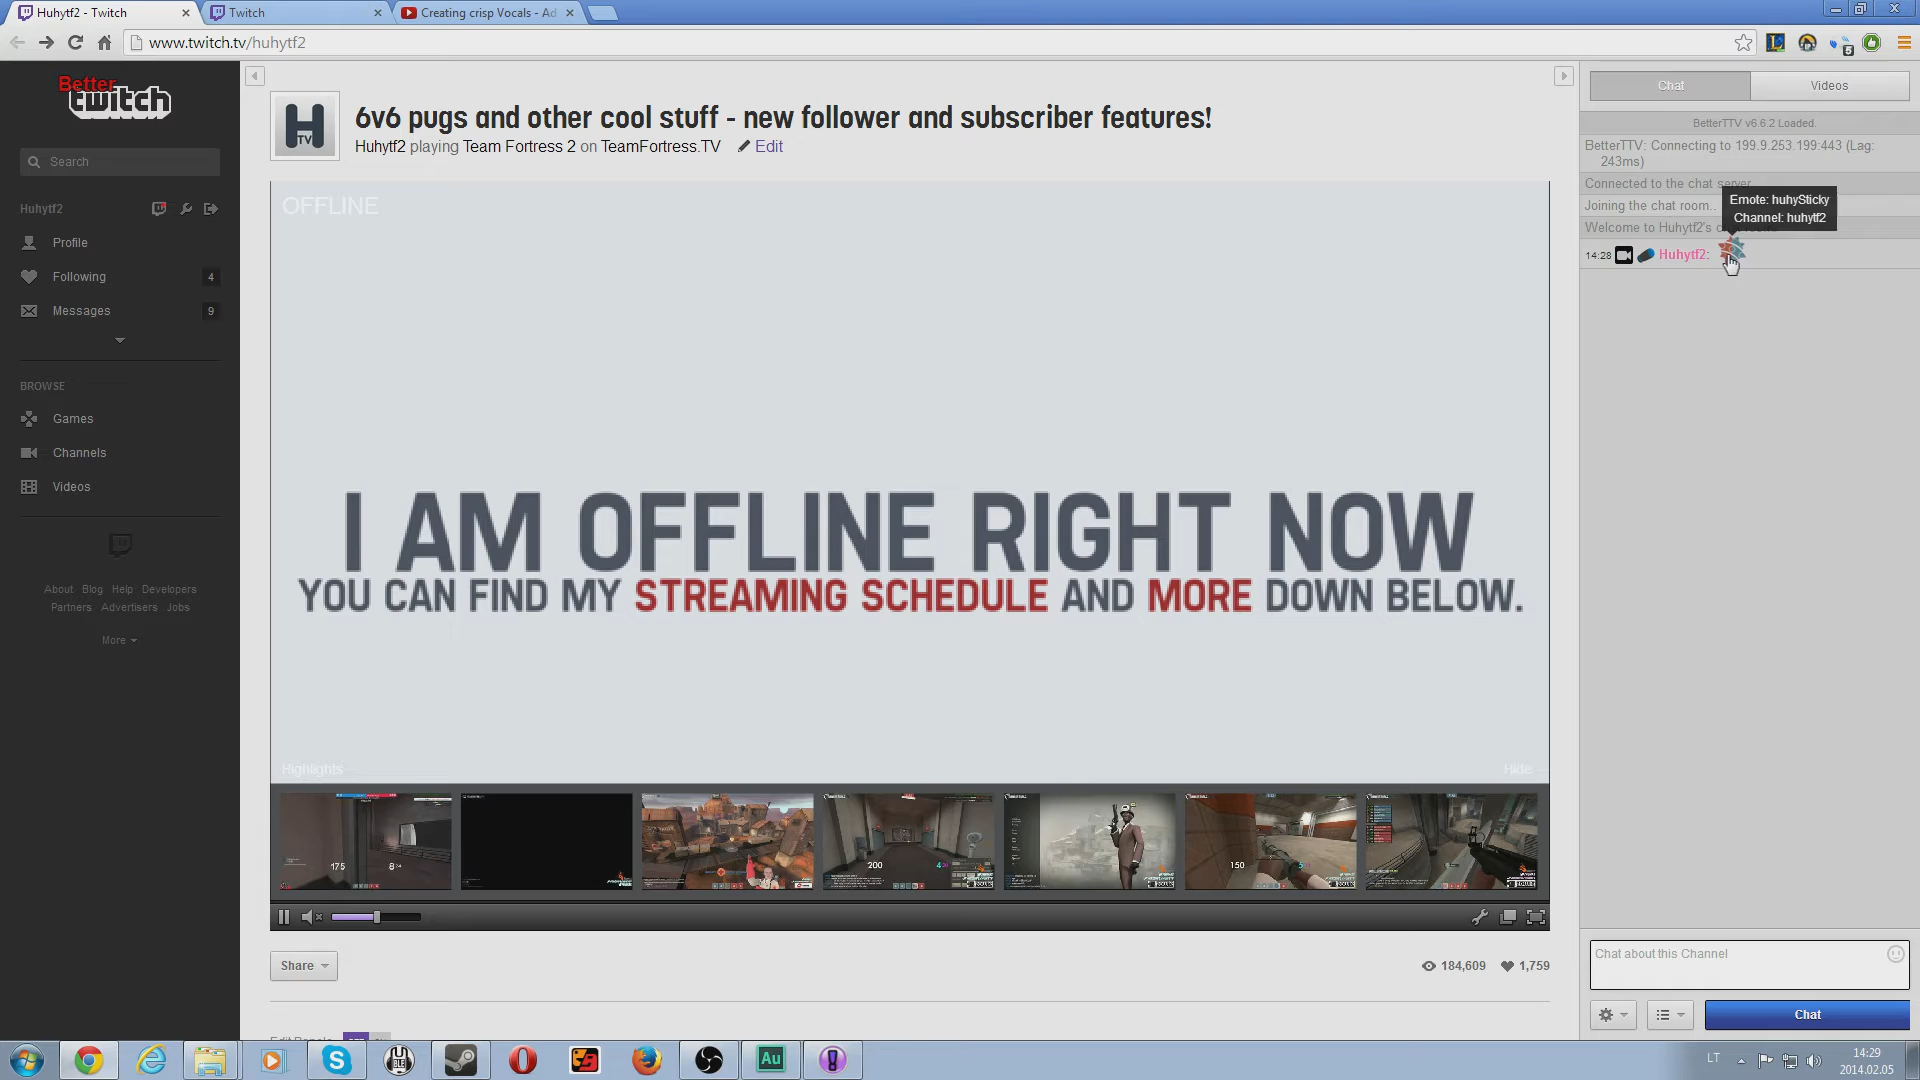 Huhytf2 - Twitch
Twitch
Creating crisp Vocals - Ad
www.twitch.tv/huhytf2
5
Better
twitch
Search
Huhytf2
Profile
Following 4
Messages 9
BROWSE
Games
Channels
Videos
About Blog Help Developers
Partners Advertisers Jobs
More
H
TV
6v6 pugs and other cool stuff - new follower and subscriber features!
Huhytf2 playing Team Fortress 2 on TeamFortress.TV Edit
OFFLINE
I AM OFFLINE RIGHT NOW
YOU CAN FIND MY STREAMING SCHEDULE AND MORE DOWN BELOW.
Highlights
Hide
175
200
150
Share
184,609 1,759
Edit Panels
Chat Videos
BetterTTV v6.6.2 Loaded.
BetterTTV: Connecting to 199.9.253.199:443 (Lag:
243ms)
Connected to the chat server.
Joining the chat room..
Emote: huhySticky
Channel: huhytf2
Welcome to Huhytf2's
14:28 Huhytf2:
Chat about this Channel
Chat
Au
LT
14:29
2014.02.05